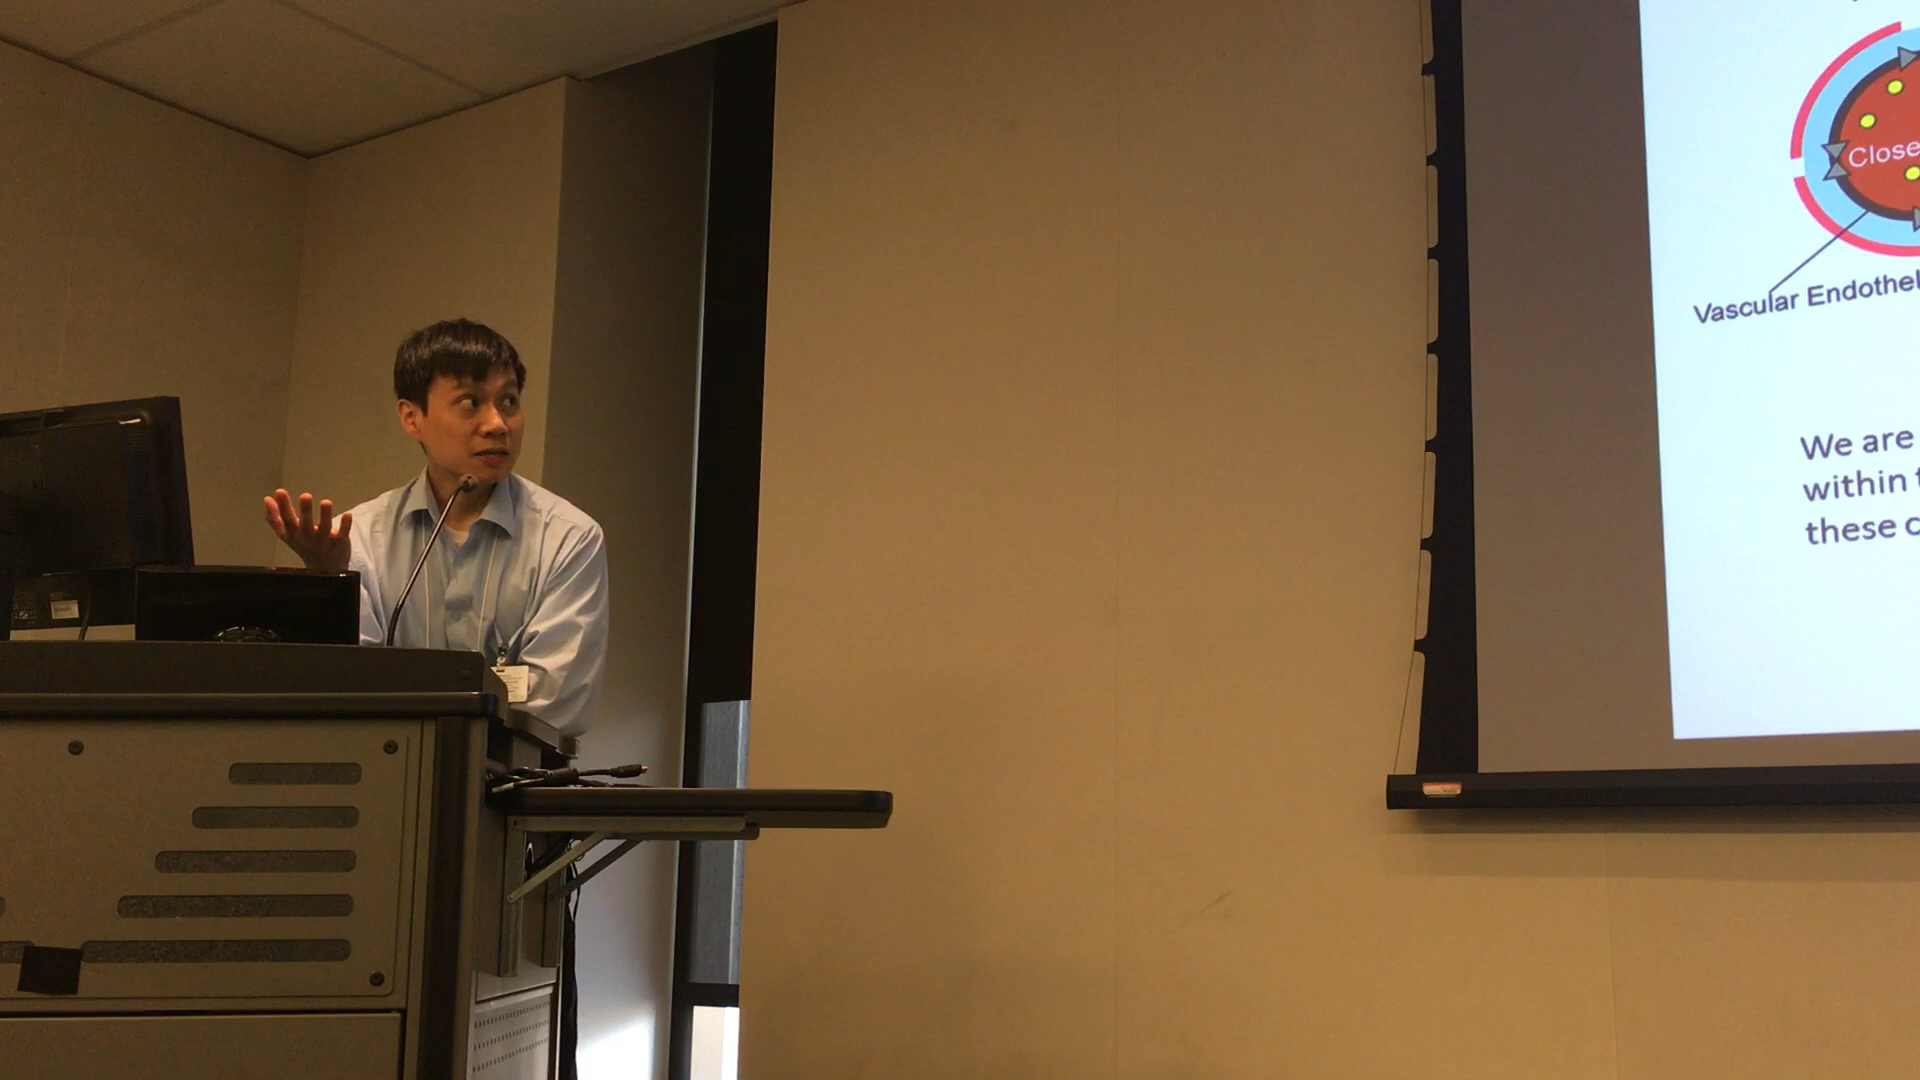 Close
Vascular Endothel
We are
within
these